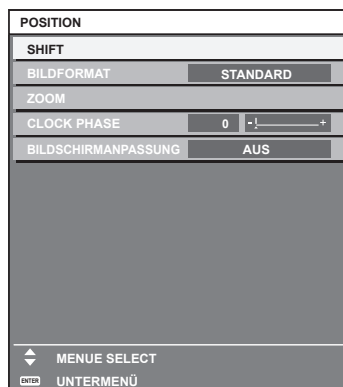 POSITION
SHIFT
BILDFORMAT STANDARD
ZOOM
CLOCK PHASE 0 - +
BILDSCHIRMANPASSUNG AUS
MENUE SELECT
ENTER UNTERMENÜ